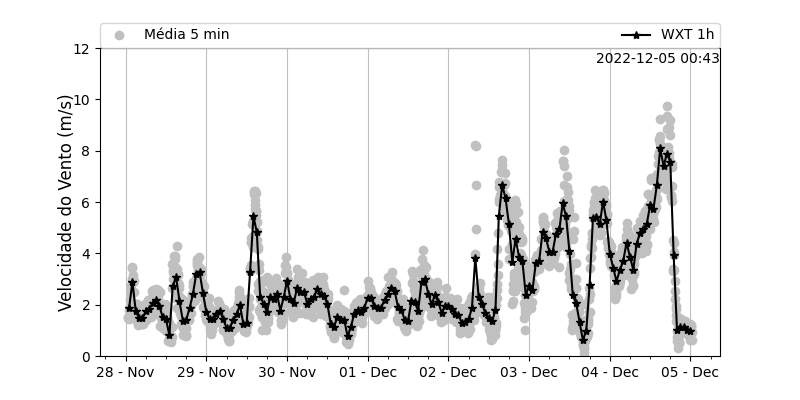 Média 5 min
WXT 1h
2022-12-05 00:43
Velocidade do Vento (m/s)
12
10
8
6
4
2
0
28 - Nov
29 - Nov
30 - Nov
01 - Dec
02 - Dec
03 - Dec
04 - Dec
05 - Dec